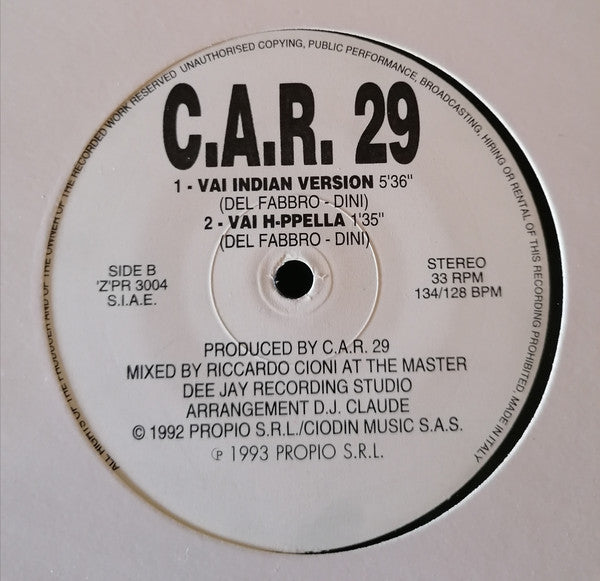 C.A.R. 29
1 - VAI INDIAN VERSION 5'36"
(DEL FABBRO - DINI)
2 - VAI H-PPELLA 1'35"
(DEL FABBRO - DINI)
SIDE B
'Z'PR 3004
S.I.A.E.
STEREO
33 RPM
134/128 BPM
PRODUCED BY C.A.R. 29
MIXED BY RICCARDO CIONI AT THE MASTER
DEE JAY RECORDING STUDIO
ARRANGEMENT D.J. CLAUDE
© 1992 PROPIO S.R.L./CIODIN MUSIC S.A.S.
℗ 1993 PROPIO S.R.L.
ALL RIGHTS OF THE PRODUCER AND OF THE OWNER OF THE RECORDED WORK RESERVED UNAUTHORISED COPYING, PUBLIC PERFORMANCE, BROADCASTING, HIRING OR RENTAL OF THIS RECORDING PROHIBITED, MADE IN ITALY